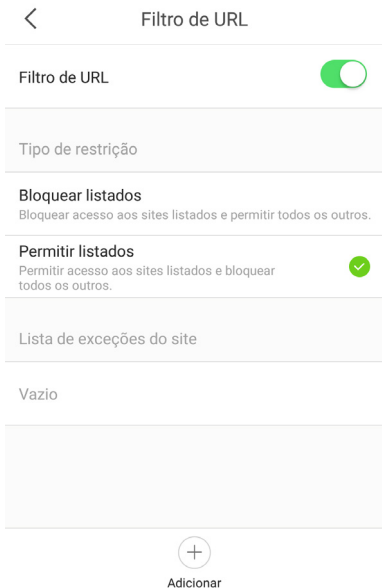 Filtro de URL
Filtro de URL
Tipo de restrição
Bloquear listados
Bloquear acesso aos sites listados e permitir todos os outros.
Permitir listados
Permitir acesso aos sites listados e bloquear
todos os outros.
Lista de exceções do site
Vazio
Adicionar